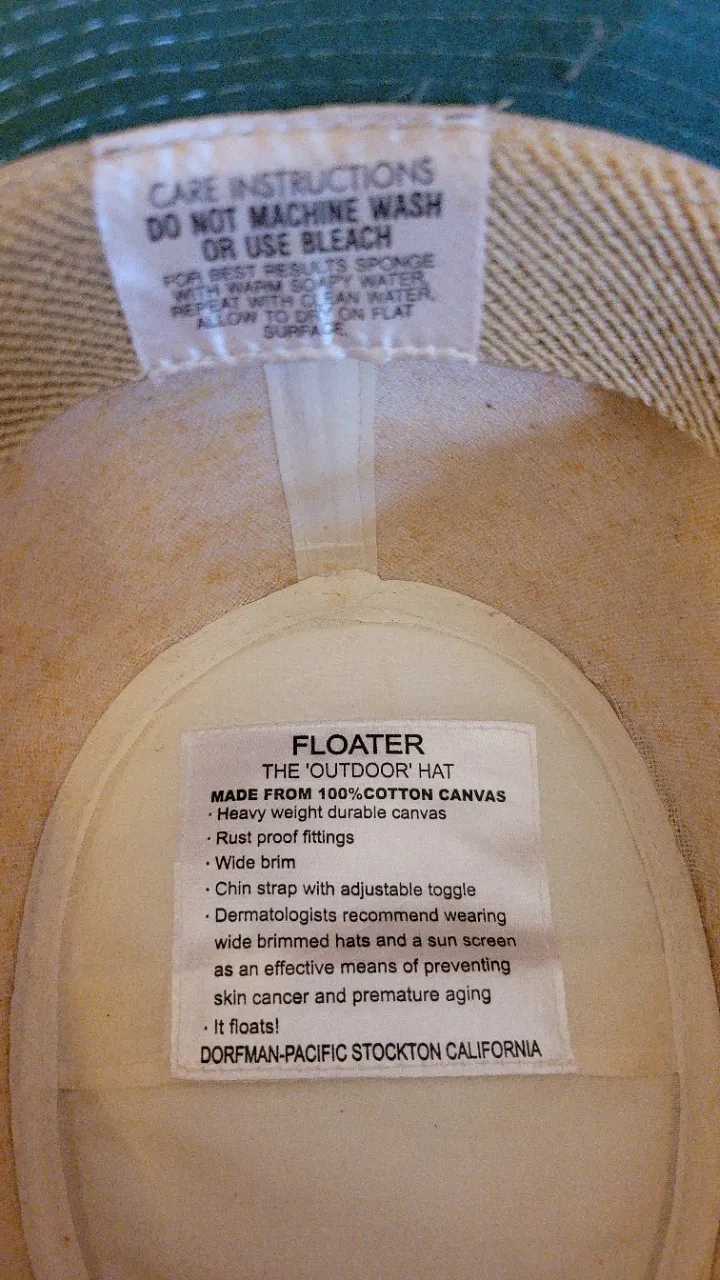 CARE INSTRUCTIONS
DO NOT MACHINE WASH
OR USE BLEACH
FOR BEST RESULTS SPONGE
WITH WARM SOAPY WATER.
REPEAT WITH CLEAN WATER.
ALLOW TO DRY ON FLAT
SURFACE.
FLOATER
THE 'OUTDOOR' HAT
MADE FROM 100%COTTON CANVAS
· Heavy weight durable canvas
· Rust proof fittings
· Wide brim
· Chin strap with adjustable toggle
· Dermatologists recommend wearing
wide brimmed hats and a sun screen
as an effective means of preventing
skin cancer and premature aging
· It floats!
DORFMAN-PACIFIC STOCKTON CALIFORNIA